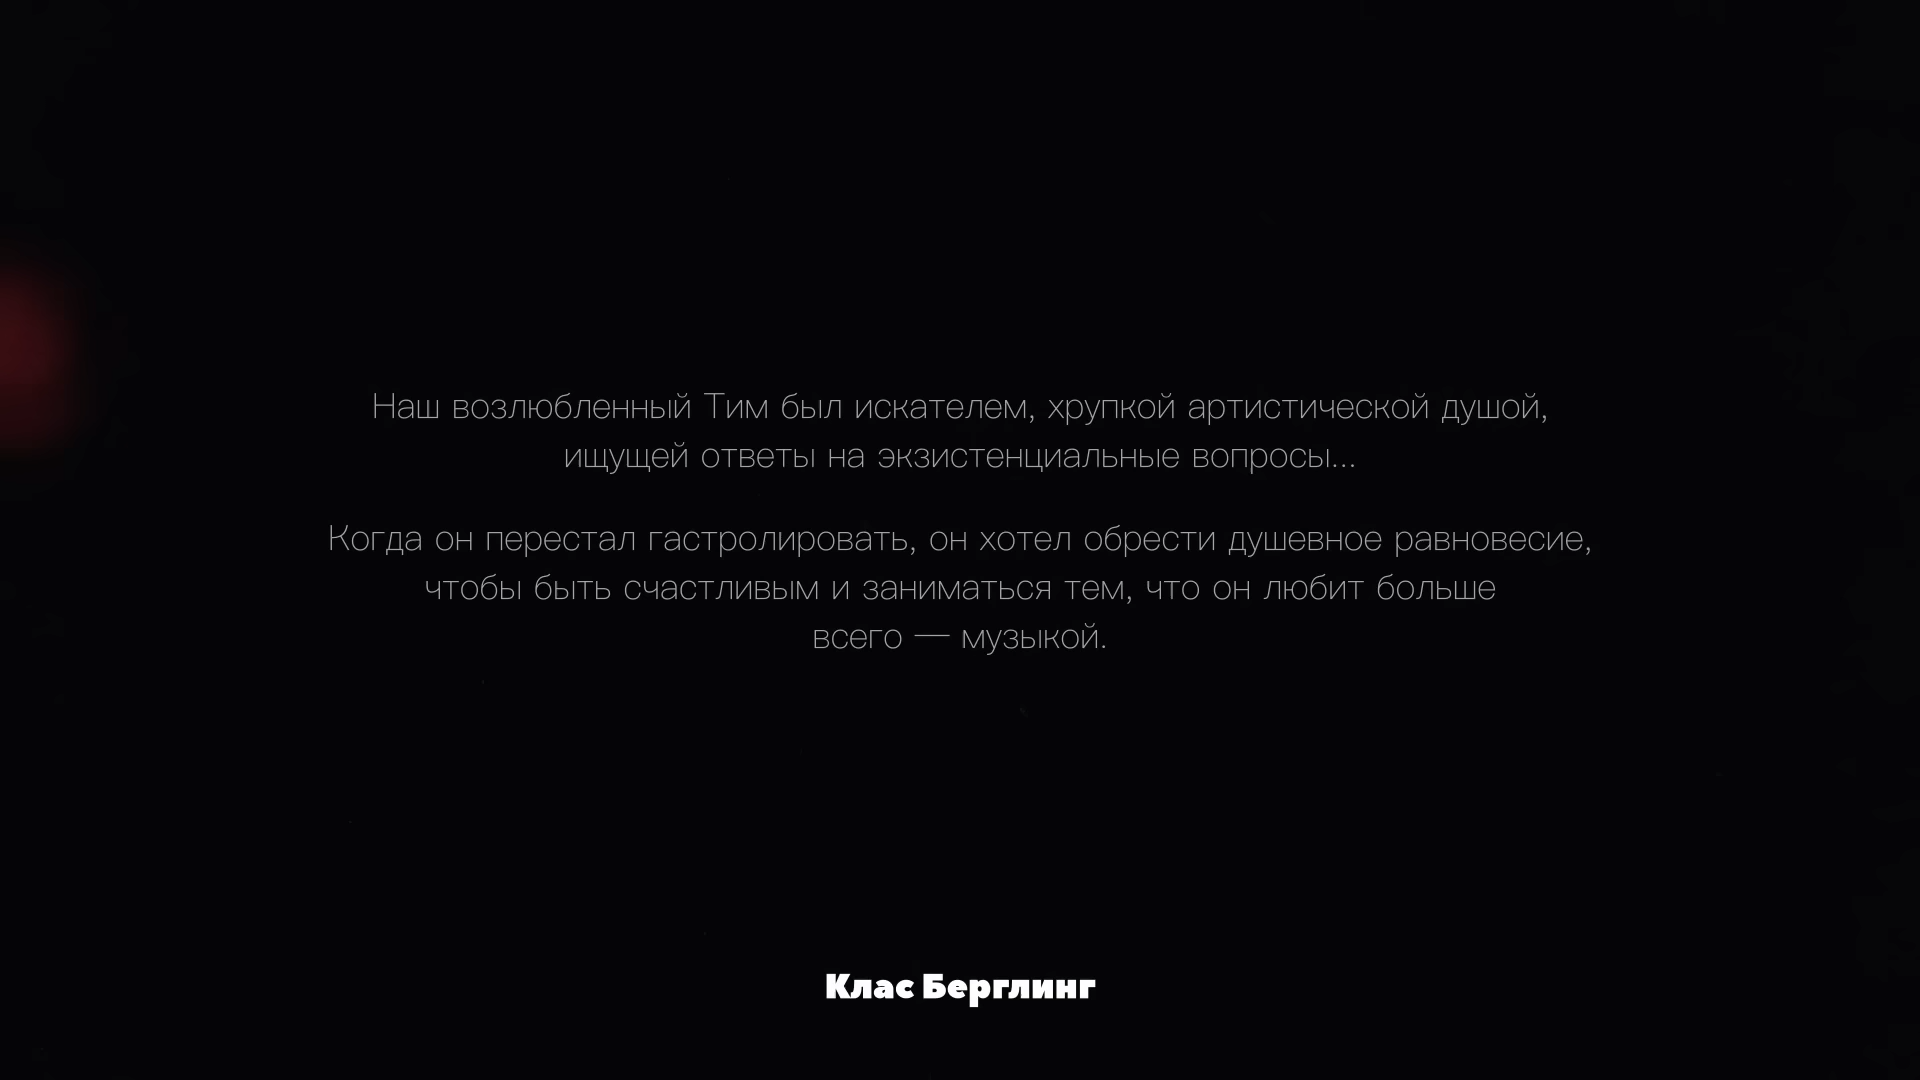 Наш возлюбленный Тим был искателем, хрупкой артистической душой,
ищущей ответы на экзистенциальные вопросы...
Когда он перестал гастролировать, он хотел обрести душевное равновесие,
чтобы быть счастливым и заниматься тем, что он любит больше
всего — музыкой.
Клас Берглинг